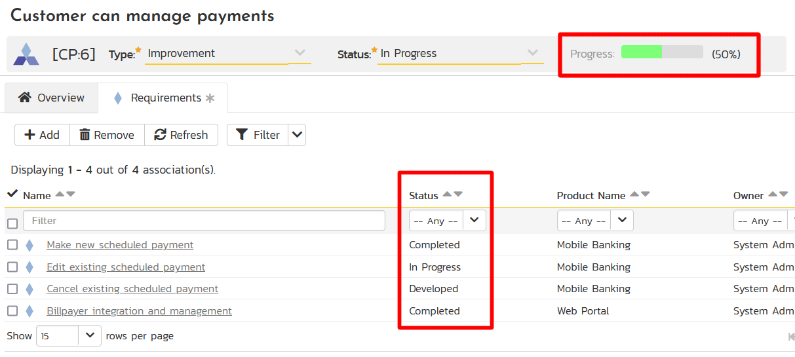 Customer can manage payments
[CP:6] Type:* Improvement Status:* In Progress Progress: (50%)
Overview Requirements *
Add Remove Refresh Filter
Displaying 1 - 4 out of 4 association(s).
Name Status Product Name Owner
Filter -- Any -- -- Any -- -- Any
Make new scheduled payment Completed Mobile Banking System Adm
Edit existing scheduled payment In Progress Mobile Banking System Adm
Cancel existing scheduled payment Developed Mobile Banking System Adm
Billpayer integration and management Completed Web Portal System Adm
Show 15 rows per page